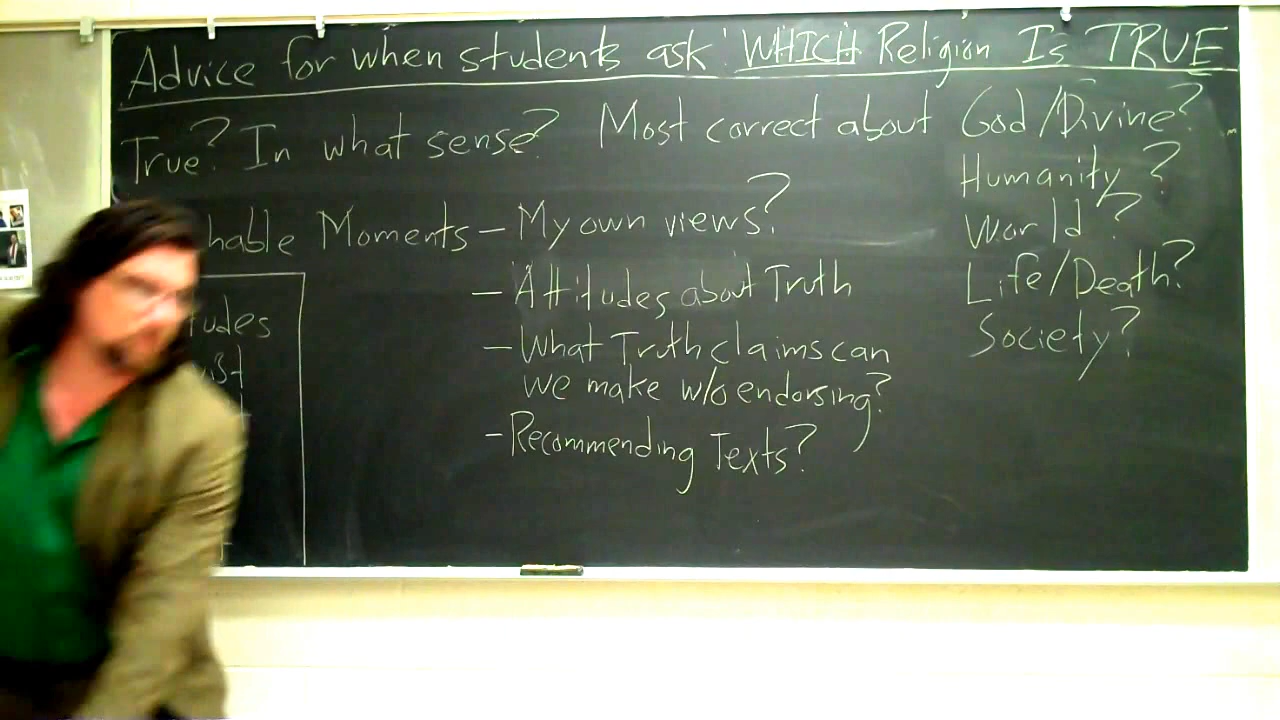 Advice for when students ask 'WHICH Religion Is TRUE
True? In what sense? Most correct about God/Divine?
Humanity?
World?
Life/Death?
Society?
hable Moments - My own views?
- Attitudes about Truth
- What Truth claims can
we make w/o endorsing?
- Recommending Texts?
tudes
ist